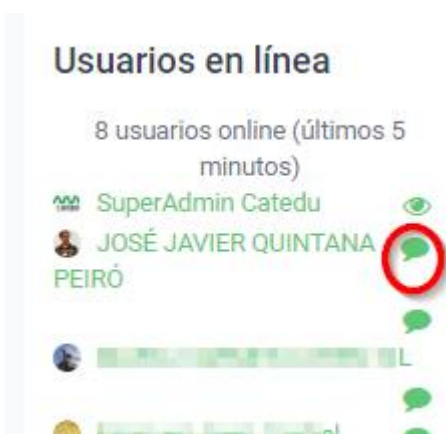 Usuarios en línea
8 usuarios online (últimos 5
minutos)
SuperAdmin Catedu
JOSÉ JAVIER QUINTANA
PEIRÓ